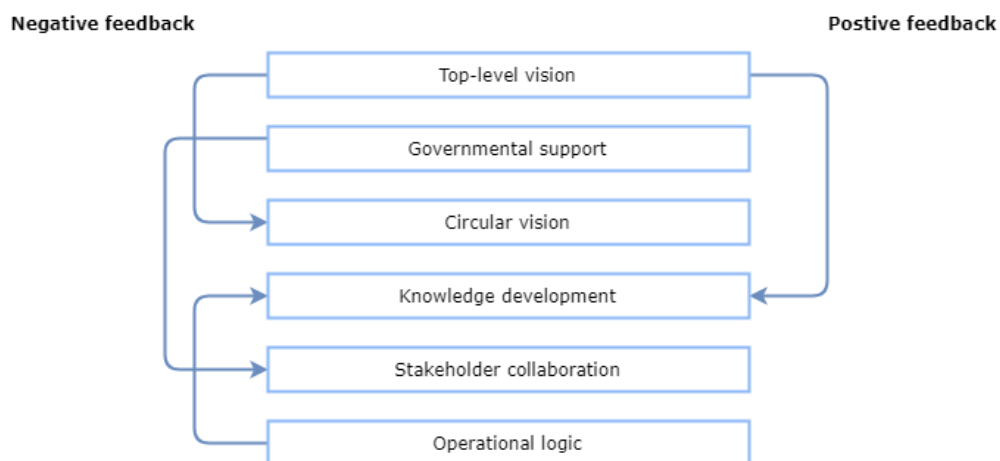 Negative feedback
Postive feedback
Top-level vision
Governmental support
Circular vision
Knowledge development
Stakeholder collaboration
Operational logic